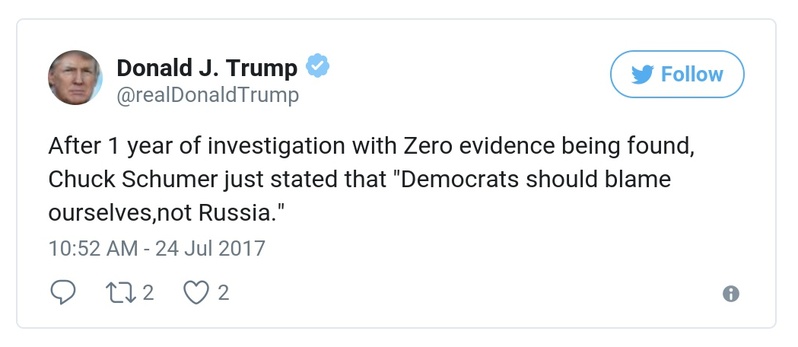 Donald J. Trump
@realDonaldTrump
Follow
After 1 year of investigation with Zero evidence being found,
Chuck Schumer just stated that "Democrats should blame
ourselves,not Russia."
10:52 AM - 24 Jul 2017
2 2